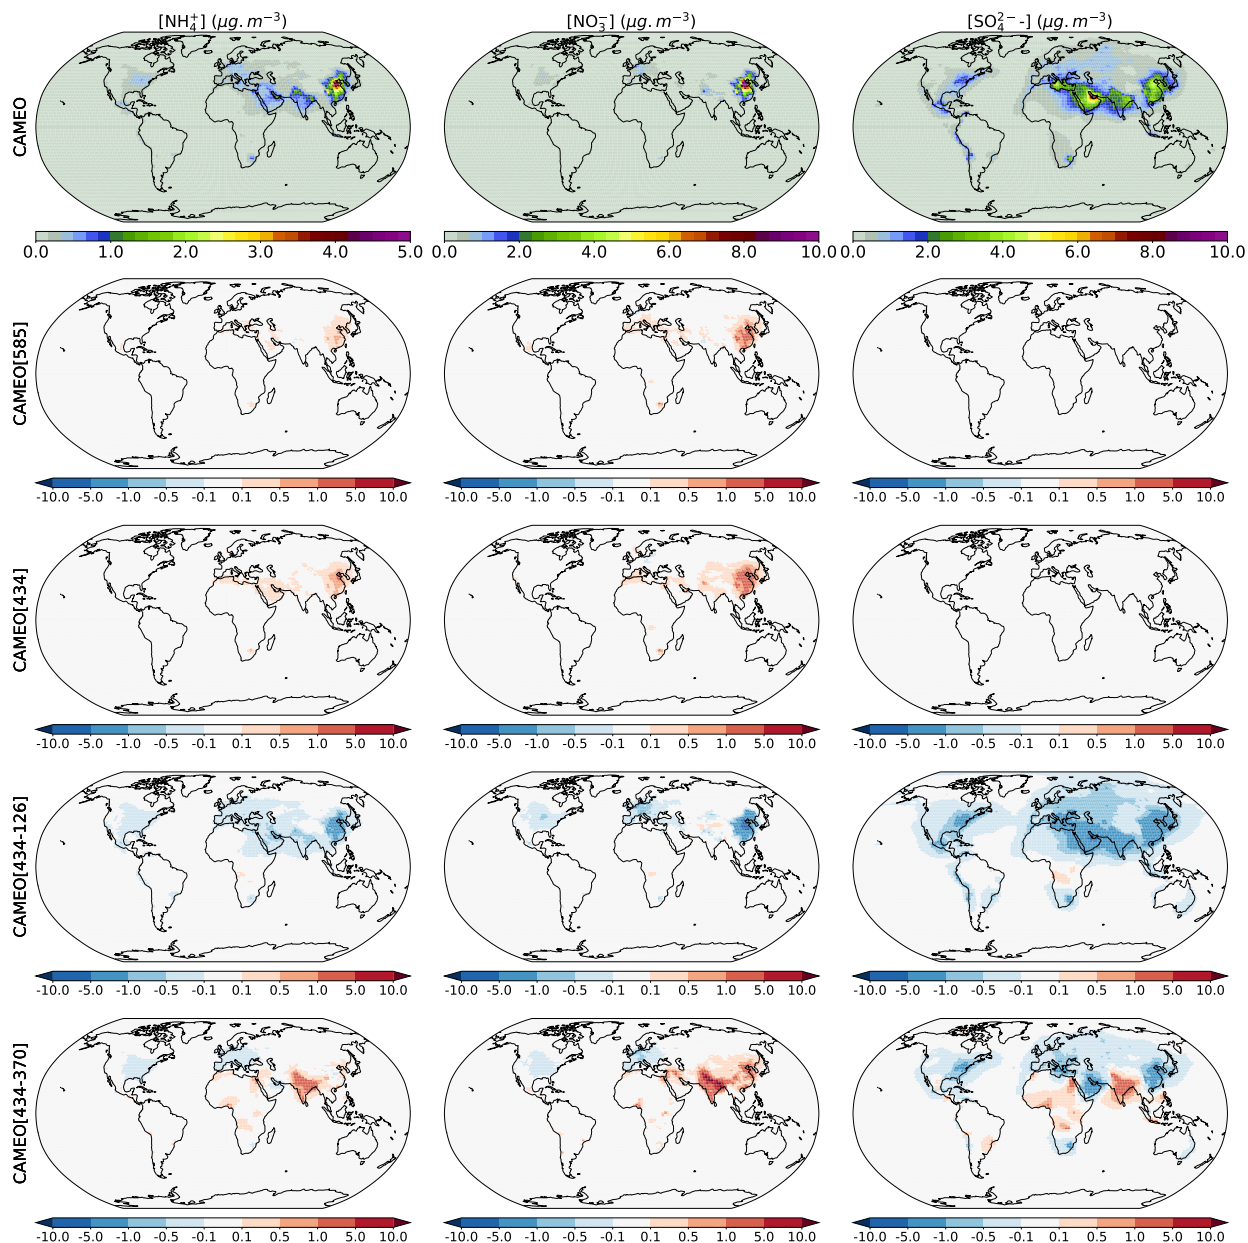 [NH₄⁺] (μg.m⁻³) [NO₃⁻] (μg.m⁻³) [SO₄²⁻-] (μg.m⁻³)
CAMEO
0.0 1.0 2.0 3.0 4.0 5.0 0.0 2.0 4.0 6.0 8.0 10.0 0.0 2.0 4.0 6.0 8.0 10.0
CAMEO[585]
-10.0 -5.0 -1.0 -0.5 -0.1 0.1 0.5 1.0 5.0 10.0 -10.0 -5.0 -1.0 -0.5 -0.1 0.1 0.5 1.0 5.0 10.0 -10.0 -5.0 -1.0 -0.5 -0.1 0.1 0.5 1.0 5.0 10.0
CAMEO[434]
-10.0 -5.0 -1.0 -0.5 -0.1 0.1 0.5 1.0 5.0 10.0 -10.0 -5.0 -1.0 -0.5 -0.1 0.1 0.5 1.0 5.0 10.0 -10.0 -5.0 -1.0 -0.5 -0.1 0.1 0.5 1.0 5.0 10.0
CAMEO[434-126]
-10.0 -5.0 -1.0 -0.5 -0.1 0.1 0.5 1.0 5.0 10.0 -10.0 -5.0 -1.0 -0.5 -0.1 0.1 0.5 1.0 5.0 10.0 -10.0 -5.0 -1.0 -0.5 -0.1 0.1 0.5 1.0 5.0 10.0
CAMEO[434-370]
-10.0 -5.0 -1.0 -0.5 -0.1 0.1 0.5 1.0 5.0 10.0 -10.0 -5.0 -1.0 -0.5 -0.1 0.1 0.5 1.0 5.0 10.0 -10.0 -5.0 -1.0 -0.5 -0.1 0.1 0.5 1.0 5.0 10.0